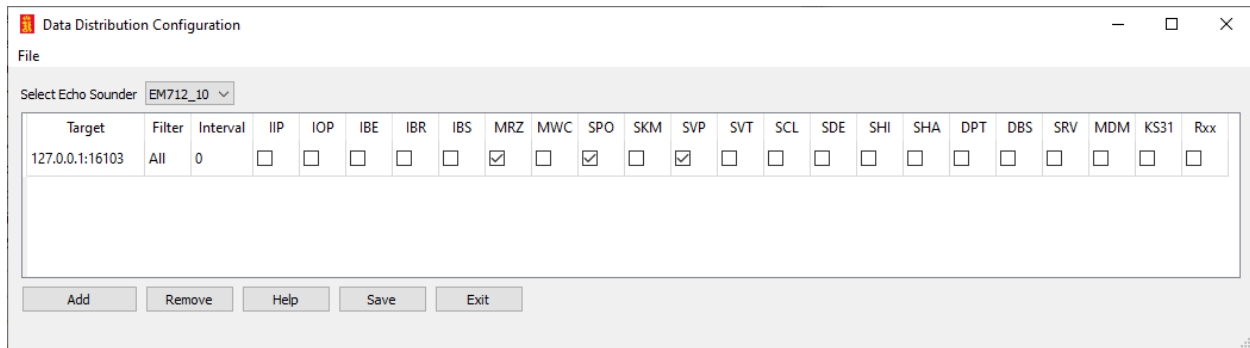 Data Distribution Configuration
File
Select Echo Sounder EM712_10
Target Filter Interval IIP IOP IBE IBR IBS MRZ MWC SPO SKM SVP SVT SCL SDE SHI SHA DPT DBS SRV MDM KS31 Rxx
127.0.0.1:16103 All 0
Add Remove Help Save Exit